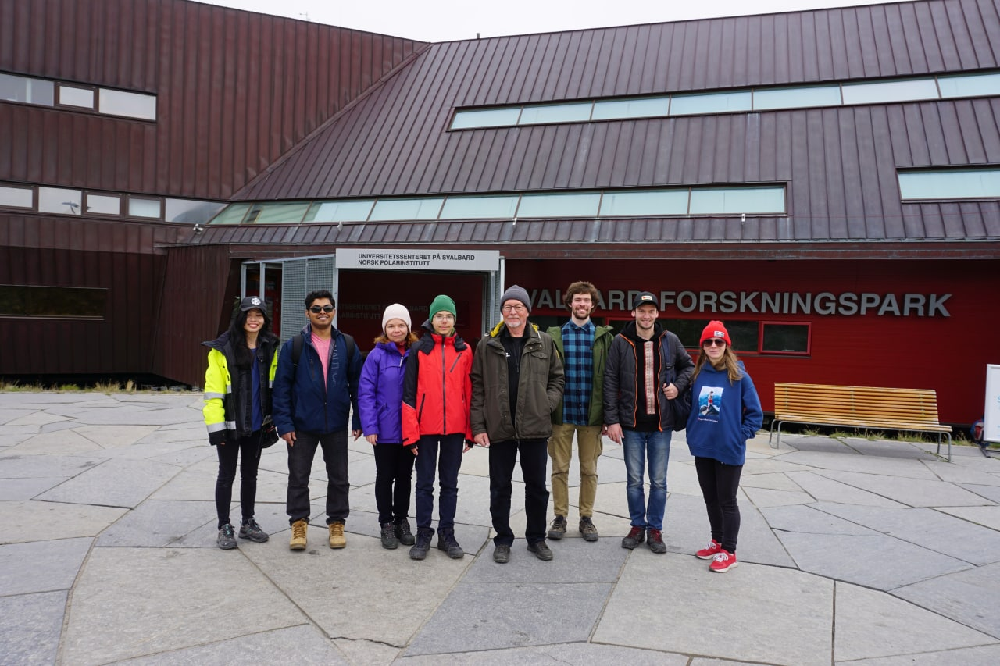 UNIVERSITETSSENTERET PÅ SVALBARD
NORSK POLARINSTITUTT
VALBARD FORSKNINGSPARK